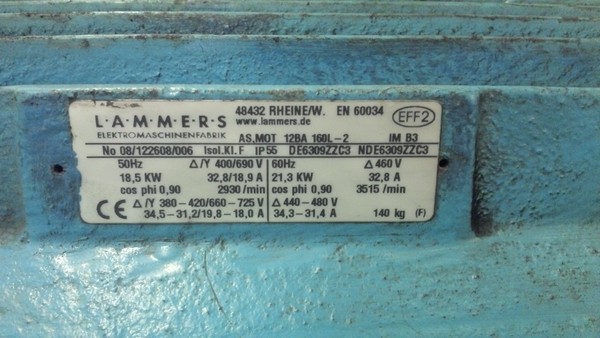 L·A·M·M·E·R·S
ELEKTROMASCHINENFABRIK
48432 RHEINE/W. EN 60034
www.lammers.de
EFF2
AS,MOT 12BA 160L-2 IM B3
No 08/122608/006 Isol.Kl. F IP 55 DE6309ZZC3 NDE6309ZZC3
50Hz Δ/Y 400/690 V 60Hz Δ 460 V
18,5 KW 32,8/18,9 A 21,3 KW 32,8 A
cos phi 0,90 2930/min cos phi 0,90 3515/min
CE Δ/Y 380-420/660-725 V Δ 440-480 V
34,5-31,2/19,8-18,0 A 34,3-31,4 A 140 kg (F)